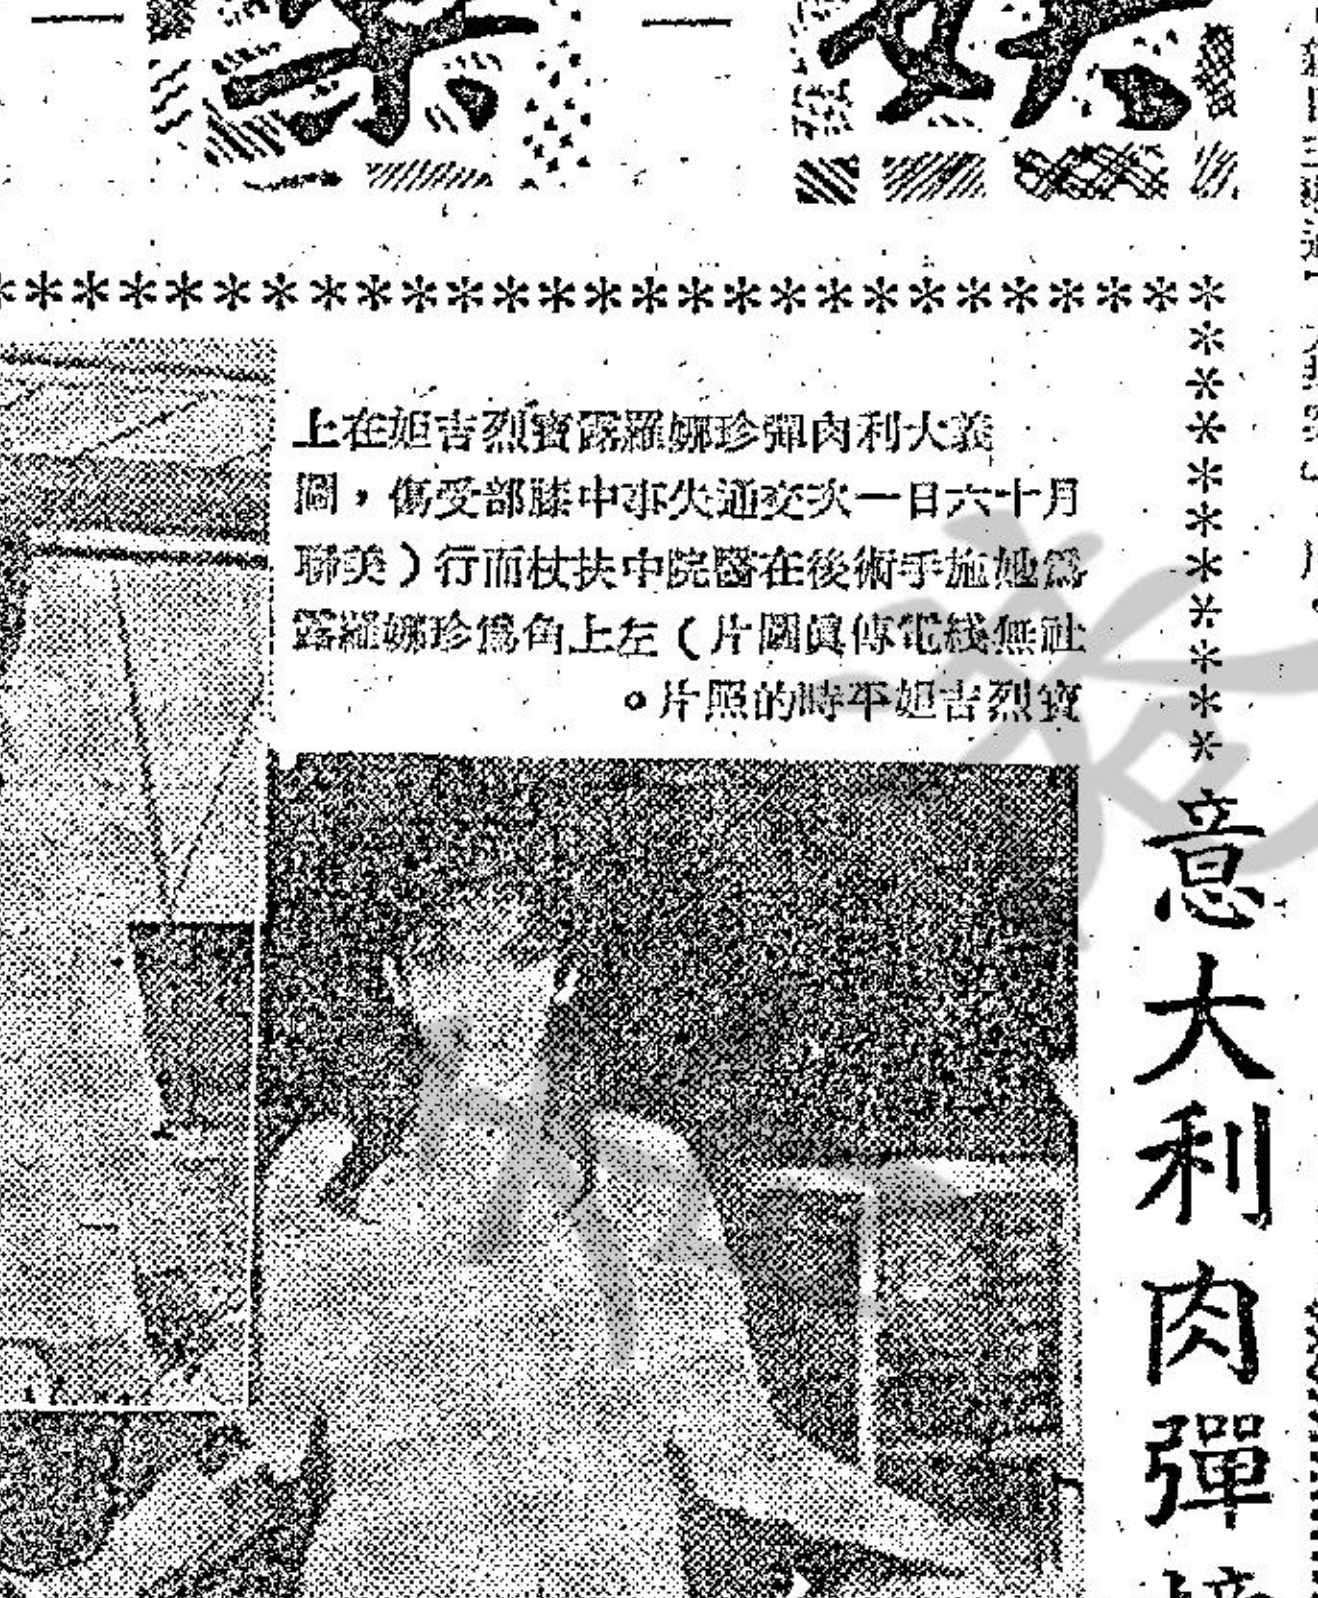 義大利肉彈珍娜羅露寶烈吉妲在上
月十六日一次交通失事中膝部受傷，圖
爲她施手術後在醫院中扶杖而行（美聯
社無綫電傳眞圖片）左上角爲珍娜羅露
寶烈吉妲平時的照片。
意大利肉彈